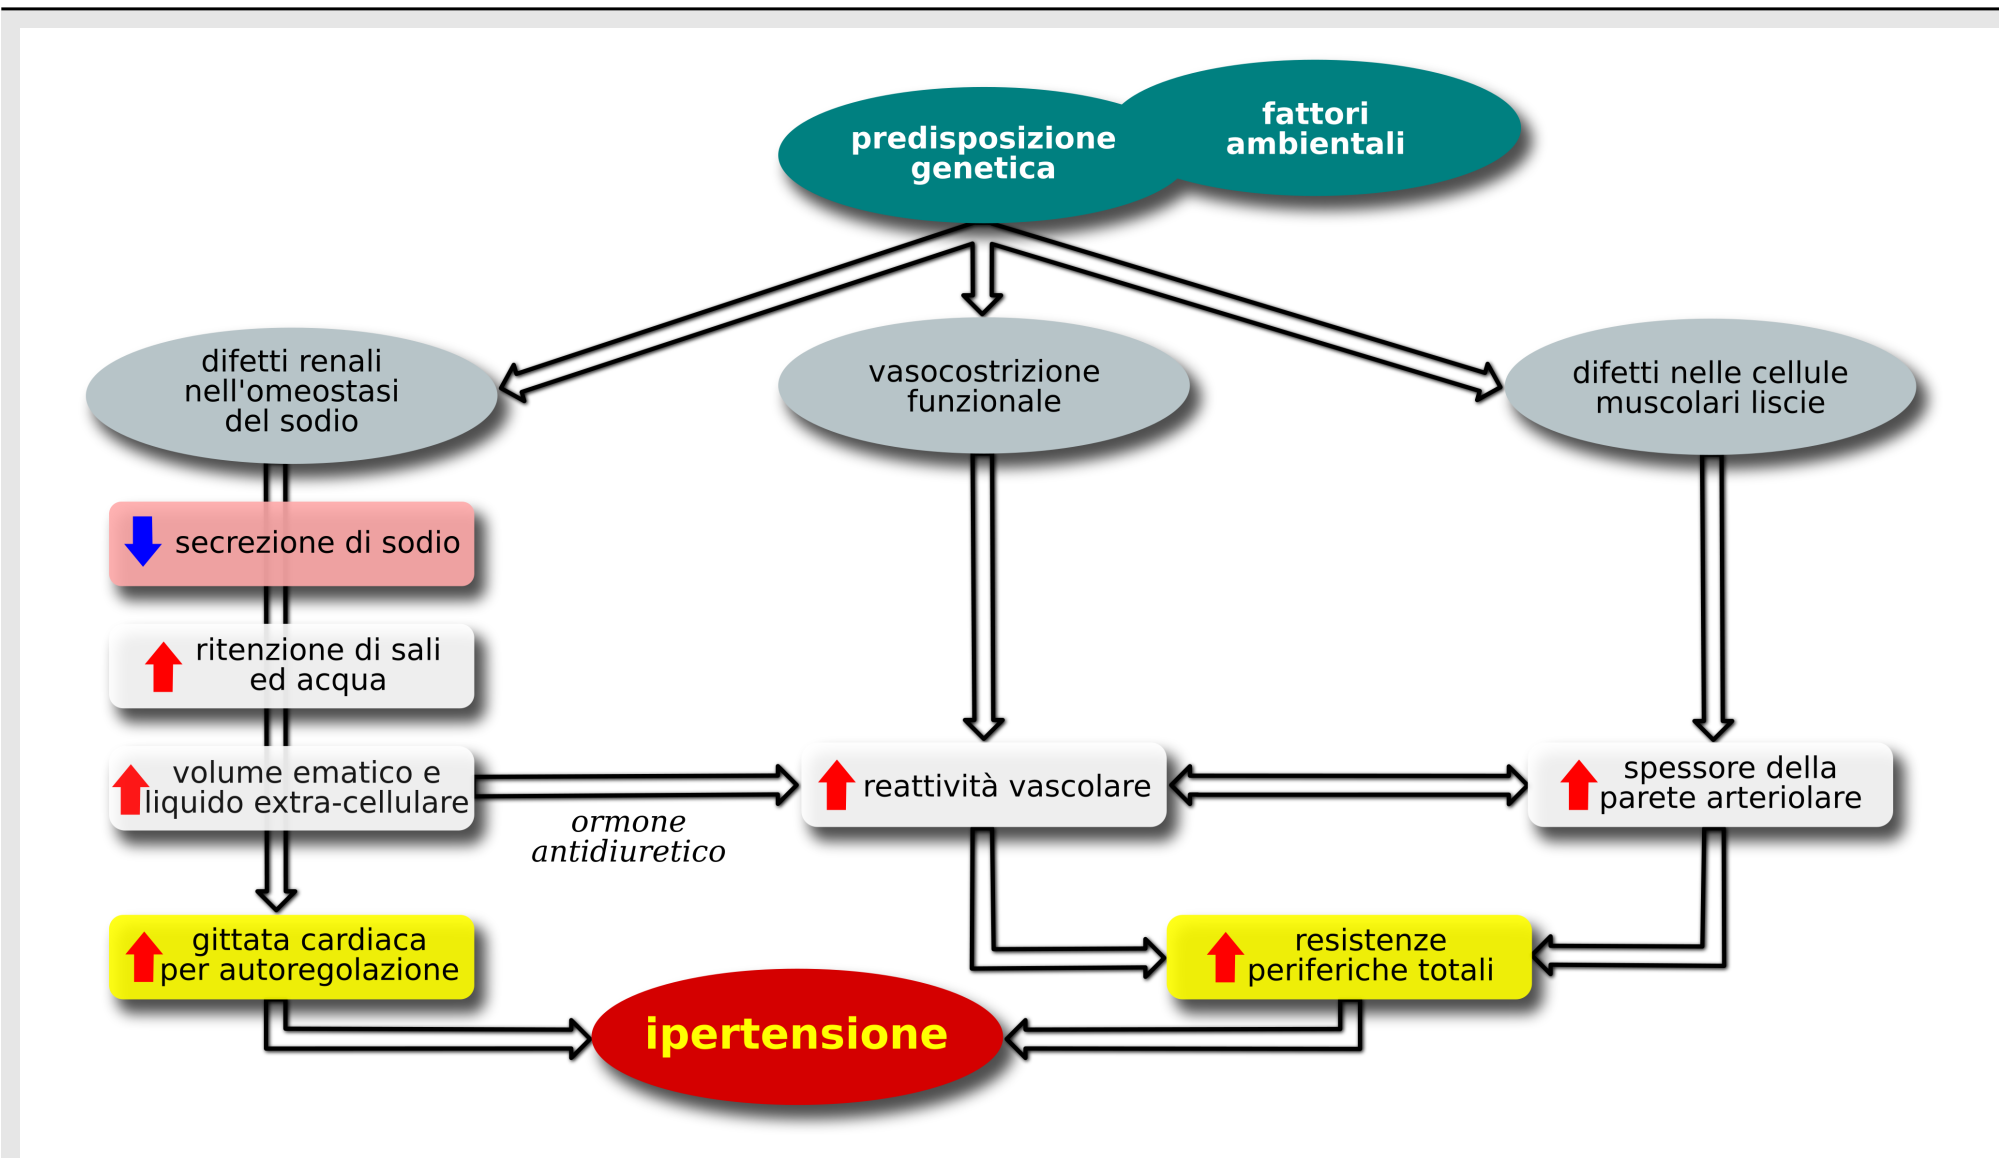 predisposizione
genetica
fattori
ambientali
difetti renali
nell'omeostasi
del sodio
vasocostrizione
funzionale
difetti nelle cellule
muscolari liscie
secrezione di sodio
ritenzione di sali
ed acqua
volume ematico e
liquido extra-cellulare
ormone
antidiuretico
reattività vascolare
spessore della
parete arteriolare
gittata cardiaca
per autoregolazione
resistenze
periferiche totali
ipertensione